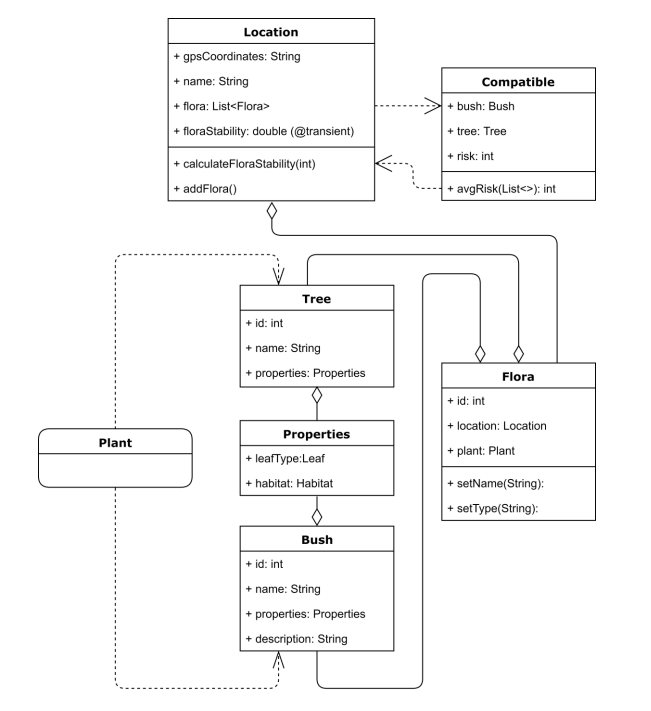 Location
+ gpsCoordinates: String
+ name: String
+ flora: List<Flora>
+ floraStability: double (@transient)
+ calculateFloraStability(int)
+ addFlora()
Compatible
+ bush: Bush
+ tree: Tree
+ risk: int
+ avgRisk(List<>): int
Tree
+ id: int
+ name: String
+ properties: Properties
Flora
+ id: int
+ location: Location
+ plant: Plant
+ setName(String):
+ setType(String):
Plant
Properties
+ leafType:Leaf
+ habitat: Habitat
Bush
+ id: int
+ name: String
+ properties: Properties
+ description: String